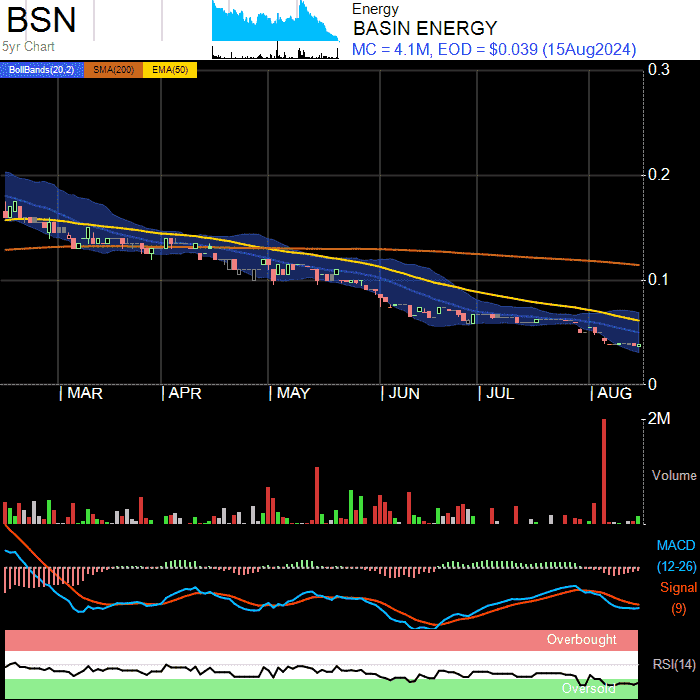 BSN
5yr Chart
Energy
BASIN ENERGY
MC = 4.1M, EOD = $0.039 (15Aug2024)
BollBands(20,2) SMA(200) EMA(50)
0.3
0.2
0.1
0
MAR APR MAY JUN JUL AUG
2M
Volume
MACD
(12-26)
Signal
(9)
Overbought
RSI(14)
Oversold